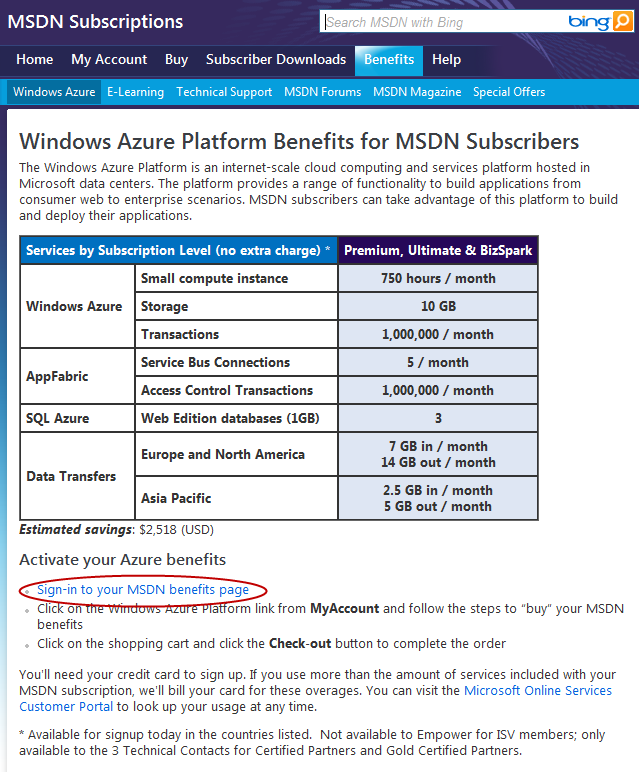 MSDN Subscriptions
Search MSDN with Bing
bing
Home My Account Buy Subscriber Downloads Benefits Help
Windows Azure E-Learning Technical Support MSDN Forums MSDN Magazine Special Offers
Windows Azure Platform Benefits for MSDN Subscribers
The Windows Azure Platform is an internet-scale cloud computing and services platform hosted in
Microsoft data centers. The platform provides a range of functionality to build applications from
consumer web to enterprise scenarios. MSDN subscribers can take advantage of this platform to build
and deploy their applications.
Services by Subscription Level (no extra charge) * Premium, Ultimate & BizSpark
Windows Azure
Small compute instance 750 hours / month
Storage 10 GB
Transactions 1,000,000 / month
AppFabric
Service Bus Connections 5 / month
Access Control Transactions 1,000,000 / month
SQL Azure Web Edition databases (1GB) 3
Data Transfers
Europe and North America
7 GB in / month
14 GB out / month
Asia Pacific
2.5 GB in / month
5 GB out / month
Estimated savings: $2,518 (USD)
Activate your Azure benefits
Sign-in to your MSDN benefits page
Click on the Windows Azure Platform link from MyAccount and follow the steps to “buy” your MSDN
benefits
Click on the shopping cart and click the Check-out button to complete the order
You'll need your credit card to sign up. If you use more than the amount of services included with your
MSDN subscription, we'll bill your card for these overages. You can visit the Microsoft Online Services
Customer Portal to look up your usage at any time.
* Available for signup today in the countries listed. Not available to Empower for ISV members; only
available to the 3 Technical Contacts for Certified Partners and Gold Certified Partners.